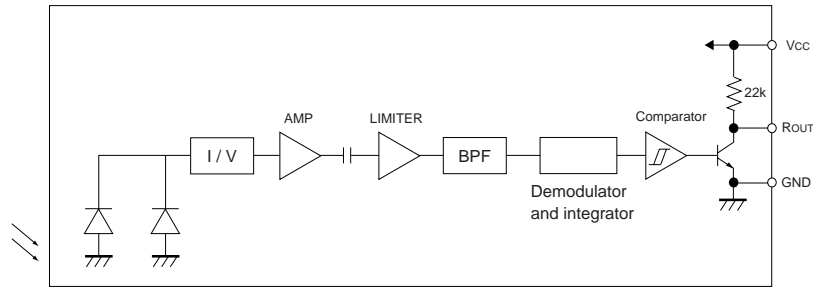 VCC
22k
AMP
LIMITER
Comparator
ROUT
I / V
BPF
GND
Demodulator
and integrator